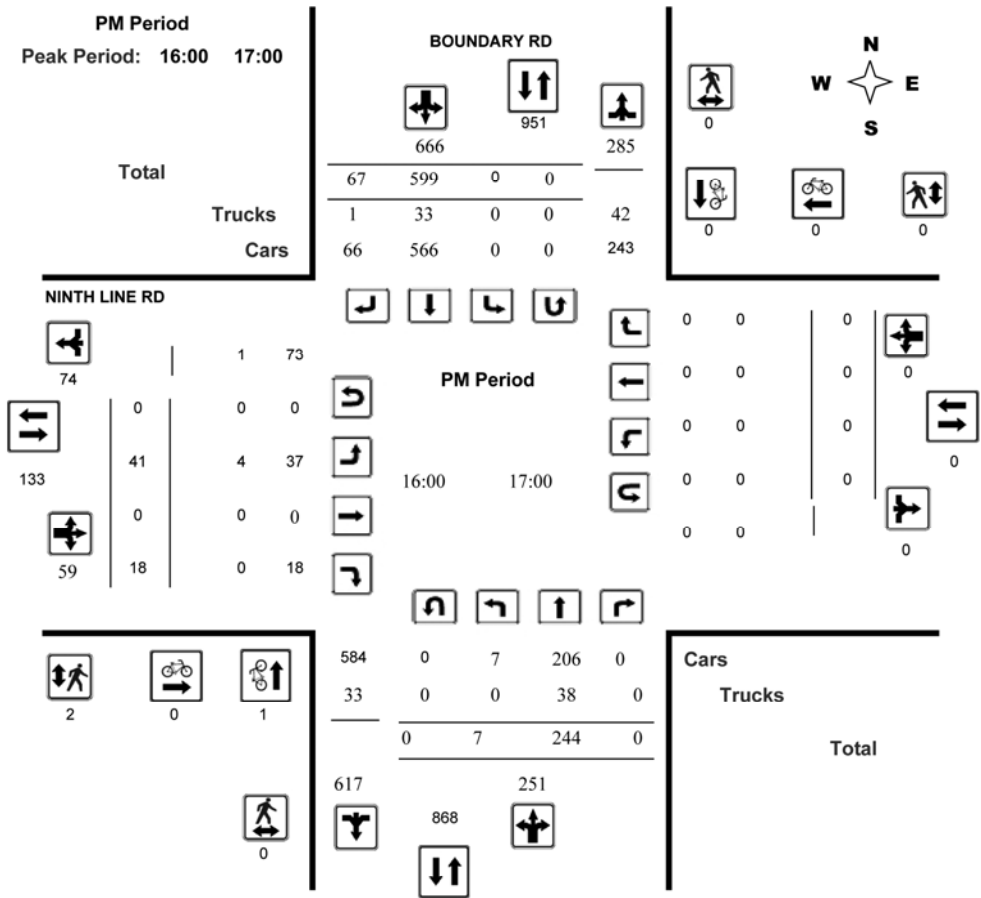 PM Period
Peak Period: 16:00 17:00
BOUNDARY RD
N
W E
S
951
0
666 285
Total 67 599 0 0
Trucks 1 33 0 0 42
Cars 66 566 0 0 243
0 0 0
NINTH LINE RD
74
1 73
0 0 0
41 4 37
133
0 0 0
59
18 0 18
PM Period
16:00 17:00
0 0 0
0 0 0 0
0 0 0
0
0 0 0
0 0
0
584 0 7 206 0 Cars
33 0 0 38 0 Trucks
0 7 244 0 Total
2 0 1
617 251
868
0